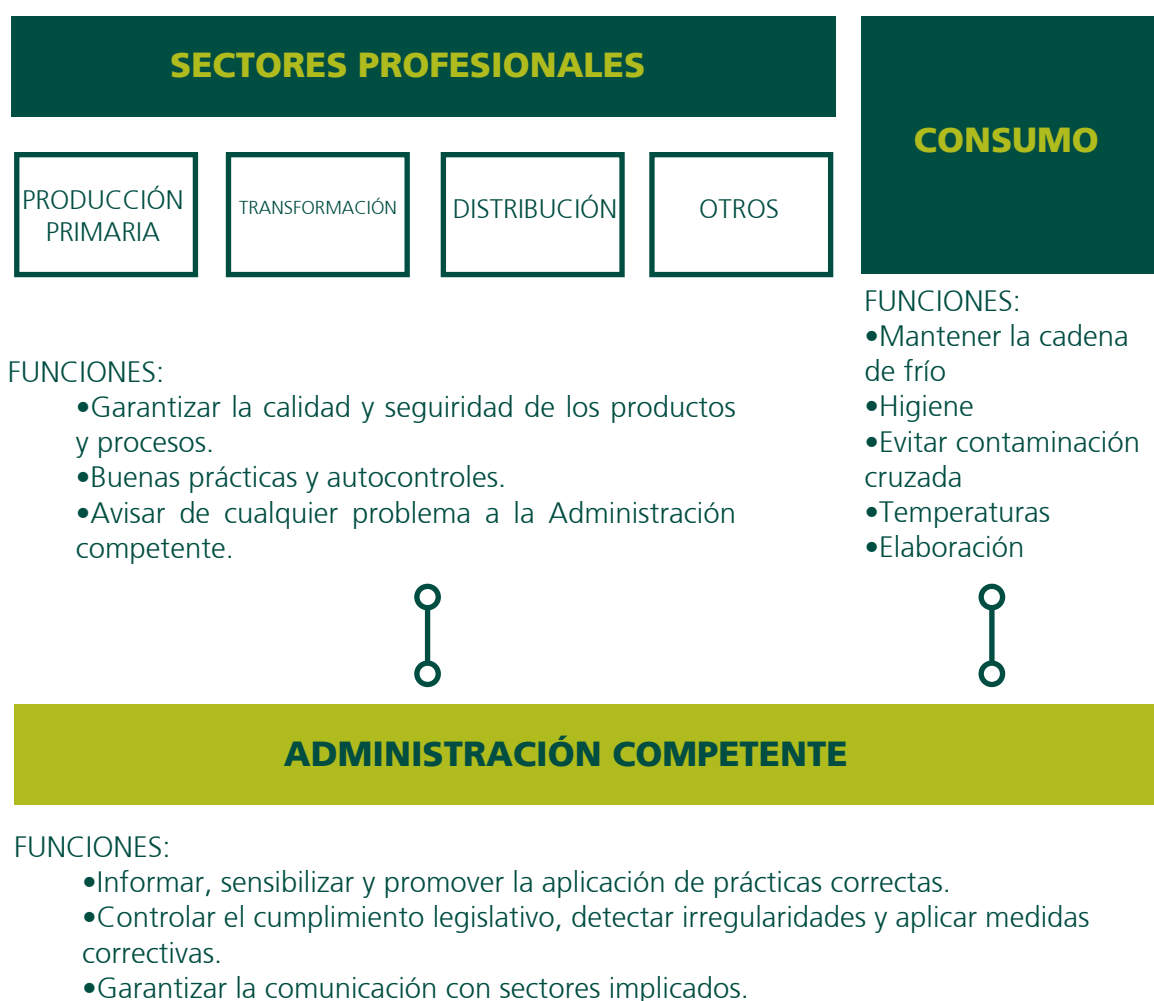 SECTORES PROFESIONALES
PRODUCCIÓN
PRIMARIA
TRANSFORMACIÓN
DISTRIBUCIÓN
OTROS
FUNCIONES:
•Garantizar la calidad y seguiridad de los productos
y procesos.
•Buenas prácticas y autocontroles.
•Avisar de cualquier problema a la Administración
competente.
CONSUMO
FUNCIONES:
•Mantener la cadena
de frío
•Higiene
•Evitar contaminación
cruzada
•Temperaturas
•Elaboración
ADMINISTRACIÓN COMPETENTE
FUNCIONES:
•Informar, sensibilizar y promover la aplicación de prácticas correctas.
•Controlar el cumplimiento legislativo, detectar irregularidades y aplicar medidas
correctivas.
•Garantizar la comunicación con sectores implicados.